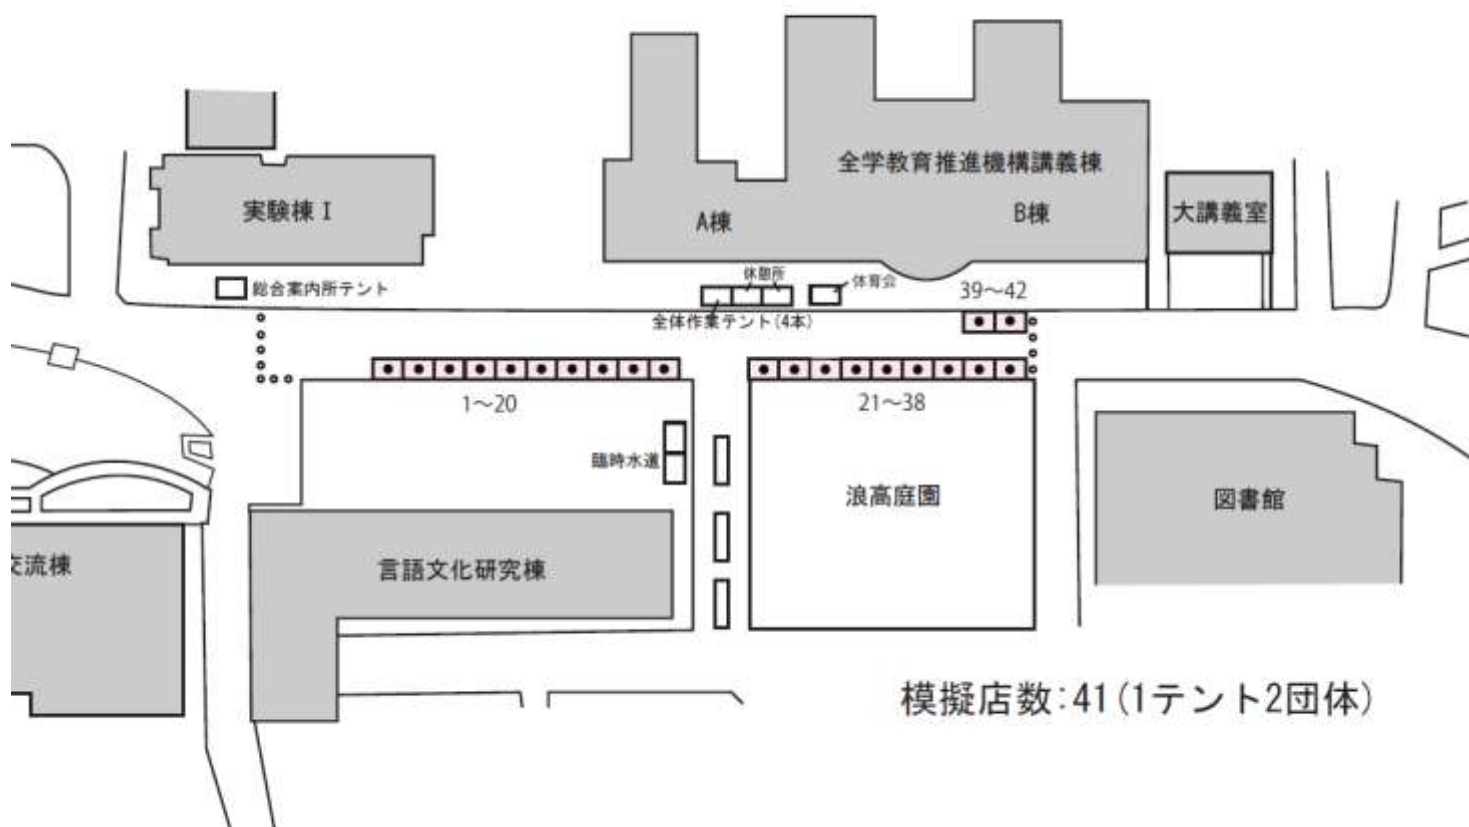 全学教育推進機構講義棟
実験棟Ⅰ
A棟
B棟
大講義室
総合案内所テント
休憩所
体育会
39～42
全体作業テント(4本)
1～20
21～38
臨時水道
浪高庭園
図書館
交流棟
言語文化研究棟
模擬店数:41(1テント2団体)